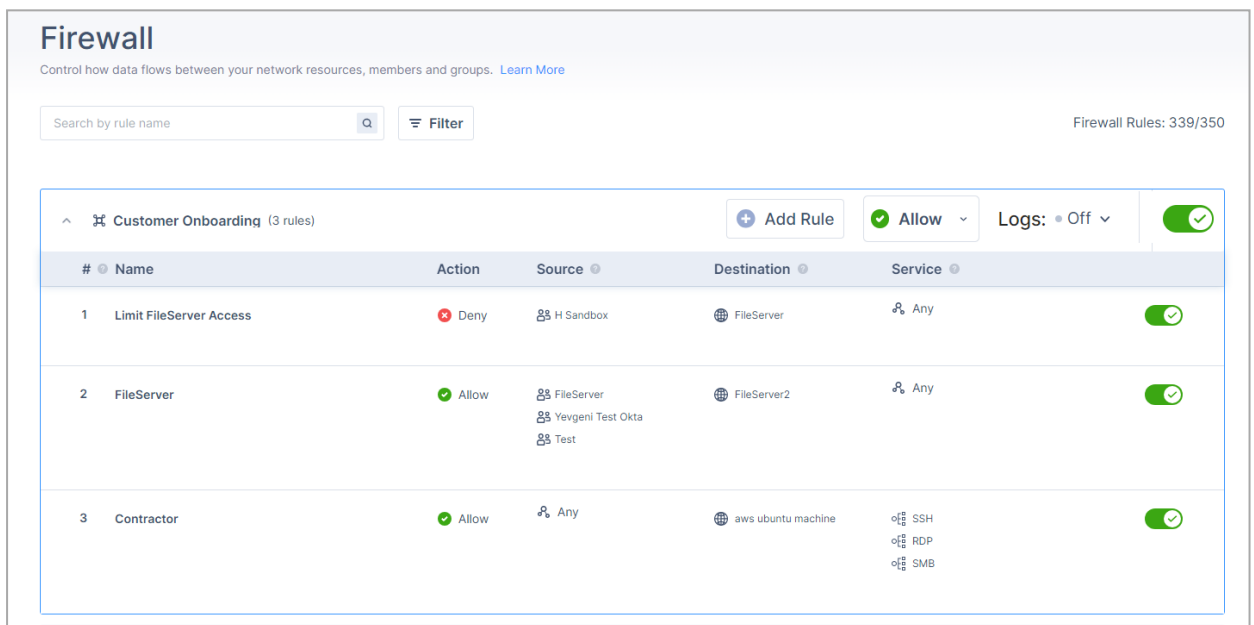 Firewall
Control how data flows between your network resources, members and groups. Learn More
Search by rule name
Filter
Firewall Rules: 339/350
Customer Onboarding (3 rules)
Add Rule
Allow
Logs: Off
# Name Action Source Destination Service
1 Limit FileServer Access Deny H Sandbox FileServer Any
2 FileServer Allow FileServer FileServer2 Any
Yevgeni Test Okta
Test
3 Contractor Allow Any aws ubuntu machine SSH
RDP
SMB